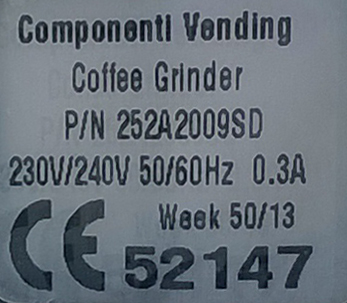 Componenti Vending
Coffee Grinder
P/N 252A2009SD
230V/240V 50/60Hz 0.3A
Week 50/13
CE 52147